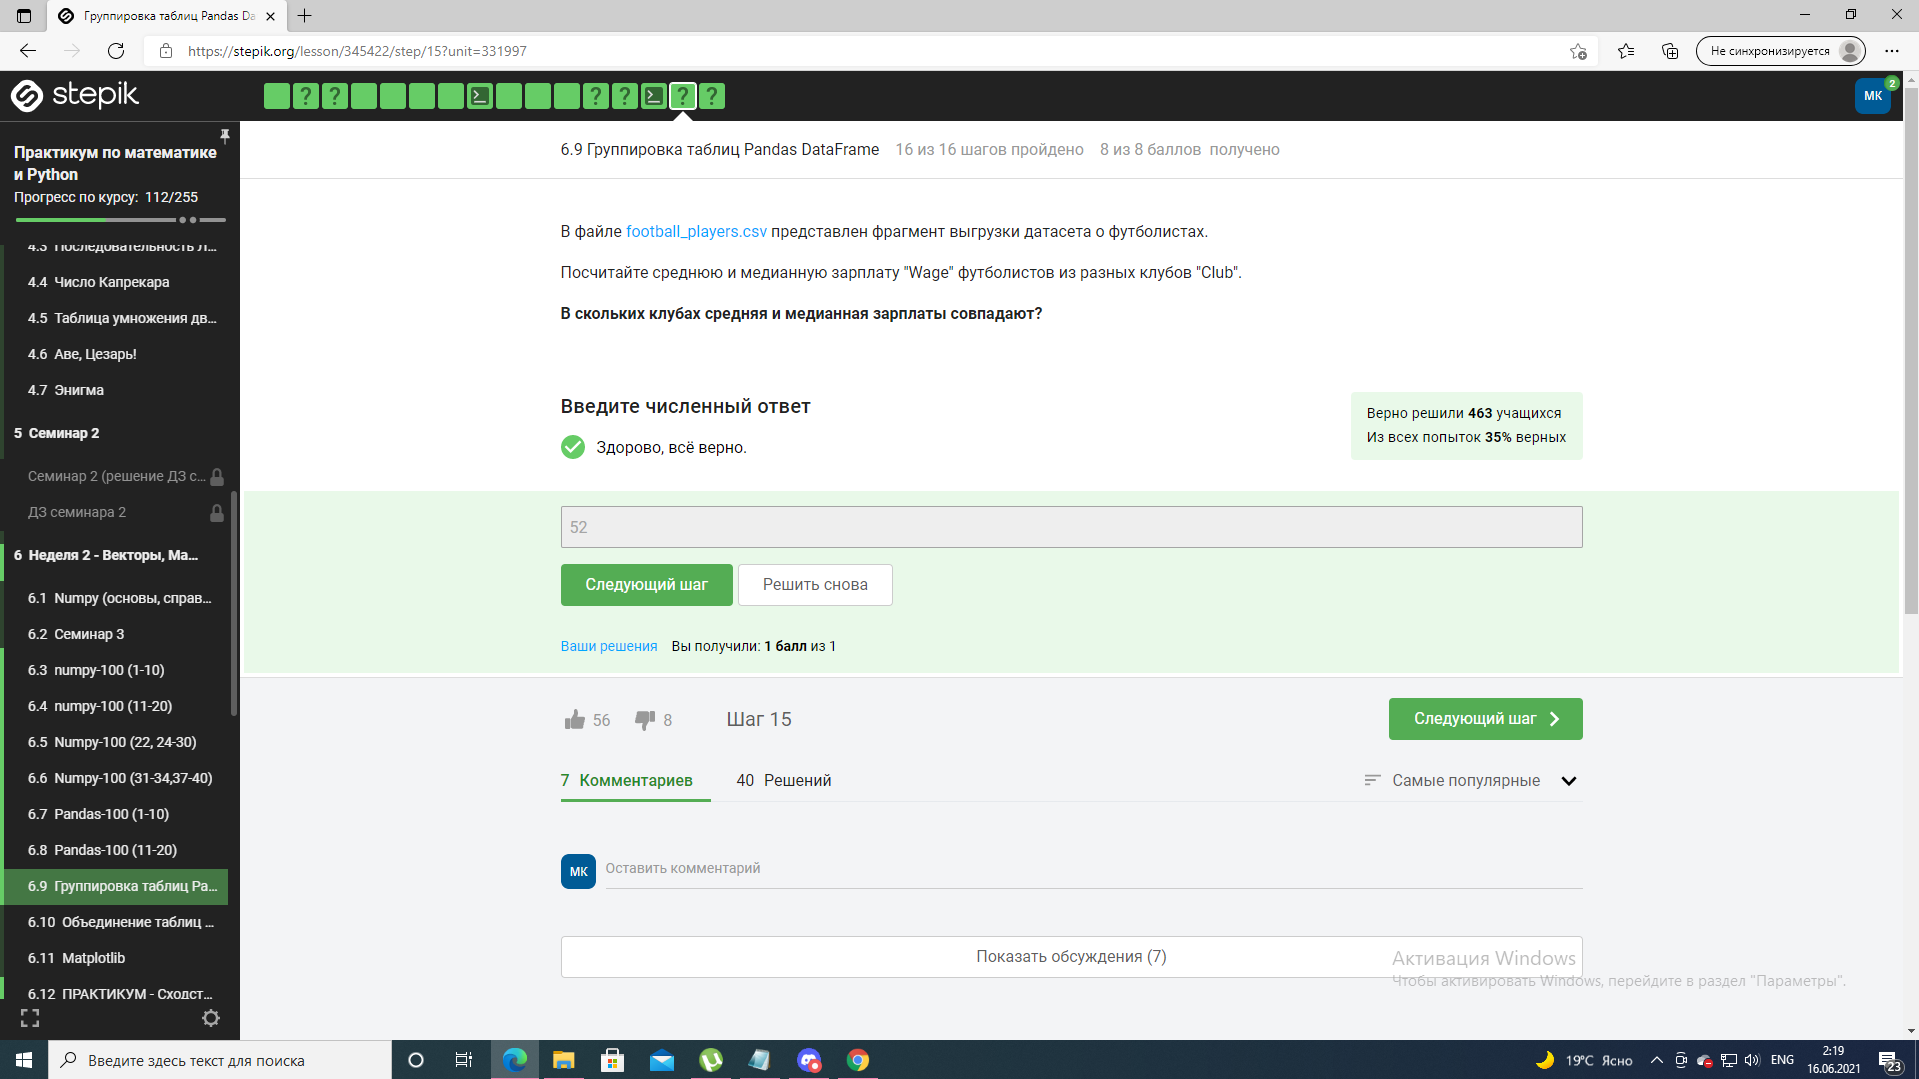 Группировка таблиц Pandas Da
https://stepik.org/lesson/345422/step/15?unit=331997
Не синхронизируется
stepik
? ? ? ? ? ?
МК
2
Практикум по математике
и Python
Прогресс по курсу: 112/255
4.3 Последовательность Л...
4.4 Число Капрекара
4.5 Таблица умножения дв...
4.6 Аве, Цезарь!
4.7 Энигма
5 Семинар 2
Семинар 2 (решение ДЗ с...
ДЗ семинара 2
6 Неделя 2 - Векторы, Ма...
6.1 Numpy (основы, справ...
6.2 Семинар 3
6.3 numpy-100 (1-10)
6.4 numpy-100 (11-20)
6.5 Numpy-100 (22, 24-30)
6.6 Numpy-100 (31-34,37-40)
6.7 Pandas-100 (1-10)
6.8 Pandas-100 (11-20)
6.9 Группировка таблиц Pa...
6.10 Объединение таблиц ...
6.11 Matplotlib
6.12 ПРАКТИКУМ - Сходст...
6.9 Группировка таблиц Pandas DataFrame 16 из 16 шагов пройдено 8 из 8 баллов получено
В файле football_players.csv представлен фрагмент выгрузки датасета о футболистах.
Посчитайте среднюю и медианную зарплату "Wage" футболистов из разных клубов "Club".
В скольких клубах средняя и медианная зарплаты совпадают?
Введите численный ответ
Здорово, всё верно.
Верно решили 463 учащихся
Из всех попыток 35% верных
52
Следующий шаг
Решить снова
Ваши решения Вы получили: 1 балл из 1
56 8 Шаг 15
Следующий шаг
7 Комментариев 40 Решений
Самые популярные
МК
Оставить комментарий
Показать обсуждения (7)
Активация Windows
Чтобы активировать Windows, перейдите в раздел "Параметры".
Введите здесь текст для поиска
19°C Ясно
ENG
2:19
16.06.2021
23